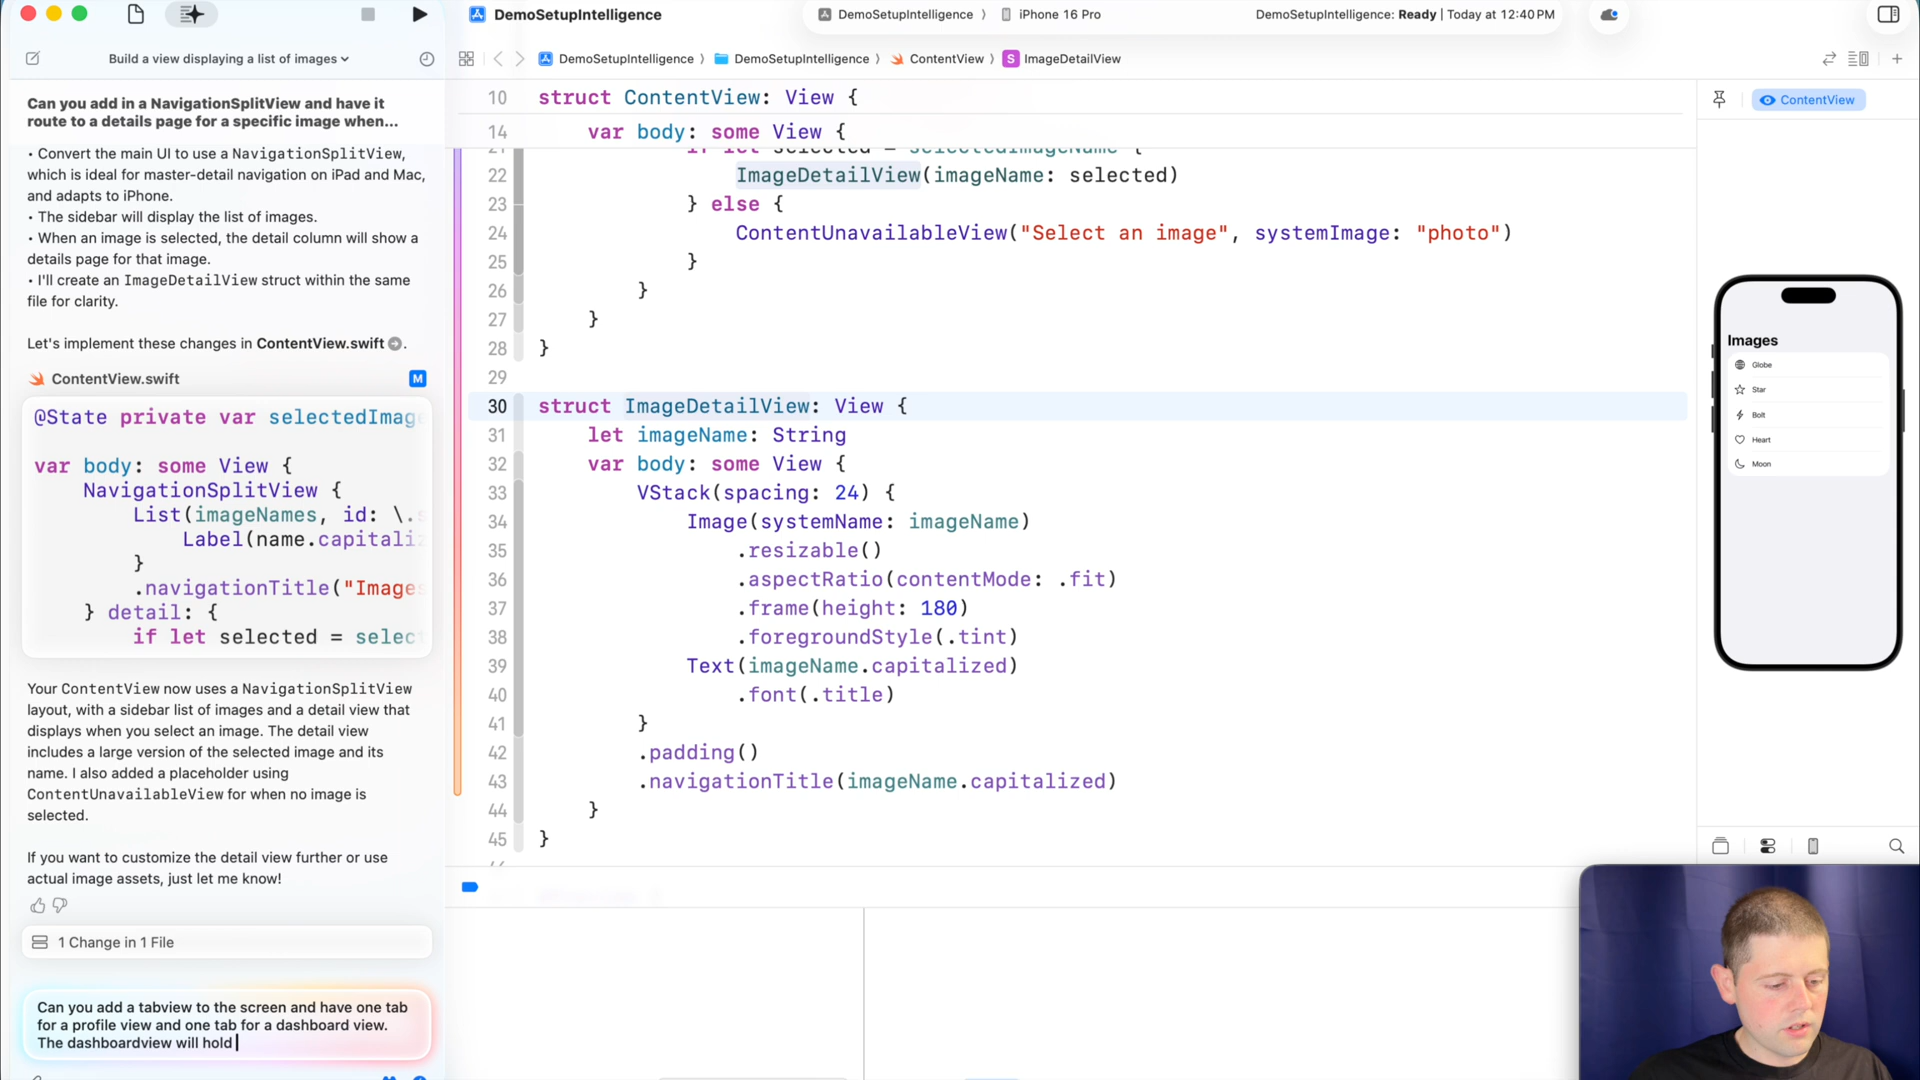 DemoSetupIntelligence
DemoSetupIntelligence 〉 iPhone 16 Pro
DemoSetupIntelligence: Ready | Today at 12:40 PM
Build a view displaying a list of images
DemoSetupIntelligence 〉 DemoSetupIntelligence 〉 ContentView 〉 S ImageDetailView
Can you add in a NavigationSplitView and have it
route to a details page for a specific image when...
• Convert the main UI to use a NavigationSplitView,
which is ideal for master-detail navigation on iPad and Mac,
and adapts to iPhone.
• The sidebar will display the list of images.
• When an image is selected, the detail column will show a
details page for that image.
• I'll create an ImageDetailView struct within the same
file for clarity.
Let's implement these changes in ContentView.swift.
ContentView.swift M
@State private var selectedImag
var body: some View {
NavigationSplitView {
List(imageNames, id: \.
Label(name.capitaliz
}
.navigationTitle("Images
} detail: {
if let selected = selec
Your ContentView now uses a NavigationSplitView
layout, with a sidebar list of images and a detail view that
displays when you select an image. The detail view
includes a large version of the selected image and its
name. I also added a placeholder using
ContentUnavailableView for when no image is
selected.
If you want to customize the detail view further or use
actual image assets, just let me know!
1 Change in 1 File
Can you add a tabview to the screen and have one tab
for a profile view and one tab for a dashboard view.
The dashboardview will hold
10 struct ContentView: View {
14 var body: some View {
21 if let selected = selectedImageName {
22 ImageDetailView(imageName: selected)
23 } else {
24 ContentUnavailableView("Select an image", systemImage: "photo")
25 }
26 }
27 }
28 }
29
30 struct ImageDetailView: View {
31 let imageName: String
32 var body: some View {
33 VStack(spacing: 24) {
34 Image(systemName: imageName)
35 .resizable()
36 .aspectRatio(contentMode: .fit)
37 .frame(height: 180)
38 .foregroundStyle(.tint)
39 Text(imageName.capitalized)
40 .font(.title)
41 }
42 .padding()
43 .navigationTitle(imageName.capitalized)
44 }
45 }
ContentView
Images
Globe
Star
Bolt
Heart
Moon